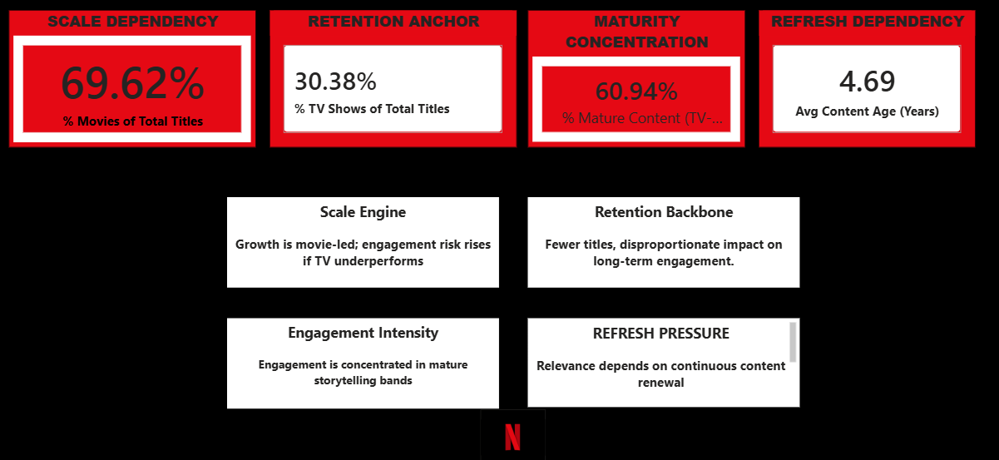 SCALE DEPENDENCY
69.62%
% Movies of Total Titles
RETENTION ANCHOR
30.38%
% TV Shows of Total Titles
MATURITY
CONCENTRATION
60.94%
% Mature Content (TV-...
REFRESH DEPENDENCY
4.69
Avg Content Age (Years)
Scale Engine
Growth is movie-led; engagement risk rises
if TV underperforms
Retention Backbone
Fewer titles, disproportionate impact on
long-term engagement.
Engagement Intensity
Engagement is concentrated in mature
storytelling bands
REFRESH PRESSURE
Relevance depends on continuous content
renewal
N